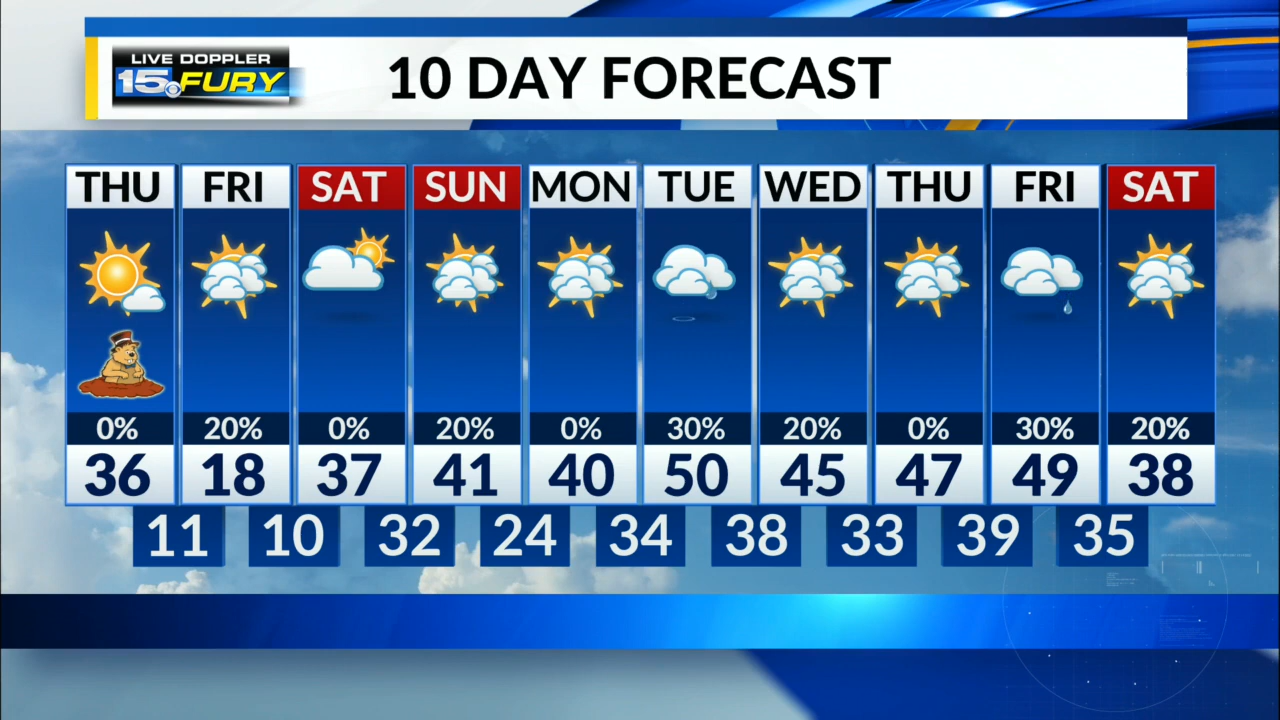 LIVE DOPPLER
15 FURY
10 DAY FORECAST
THU FRI SAT SUN MON TUE WED THU FRI SAT
0% 20% 0% 20% 0% 30% 20% 0% 30% 20%
36 18 37 41 40 50 45 47 49 38
11 10 32 24 34 38 33 39 35